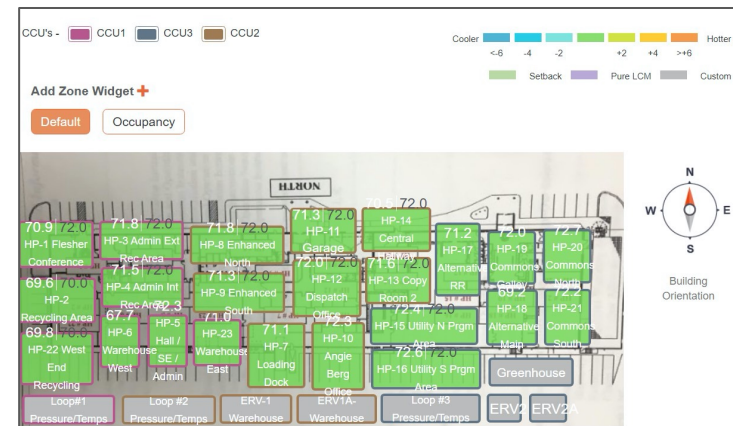 CCU's - CCU1 CCU3 CCU2
Cooler Hotter
<-6 -4 -2 +2 +4 >+6
Setback Pure LCM Custom
Add Zone Widget
Default Occupancy
NORTH
N
W E
S
Building
Orientation
70.9 72.0
HP-1 Flesher
Conference
71.8 72.0
HP-3 Admin Ext
Rec Area
71.8 72.0
HP-8 Enhanced
North
71.3 72.0
HP-11
Garage
70.5 72.0
HP-14
Central
Hallway
71.2
HP-17
Alternative
RR
72.0
HP-19
Commons
Galley
72.7
HP-20
Commons
North
69.6 70.0
HP-2
Recycling Area
71.5 72.0
HP-4 Admin Int
Rec Area
71.3 72.0
HP-9 Enhanced
South
72.0 72.0
HP-12
Dispatch
Office
71.6 72.0
HP-13 Copy
Room 2
69.2
HP-18
Alternative
Main
72.2
HP-21
Commons
South
69.8
HP-22 West
End
Recycling
67.7
HP-6
Warehouse
West
72.3
HP-5
Hall /
SE /
Admin
71.0
HP-23
Warehouse
East
71.1
HP-7
Loading
Dock
72.3
HP-10
Angie
Berg
Office
72.4 72.0
HP-15 Utility N Prgm
Area
72.6 72.0
HP-16 Utility S Prgm
Area
Greenhouse
Loop#1
Pressure/Temps
Loop #2
Pressure/Temps
ERV-1
Warehouse
ERV1A-
Warehouse
Loop #3
Pressure/Temps
ERV2
ERV2A